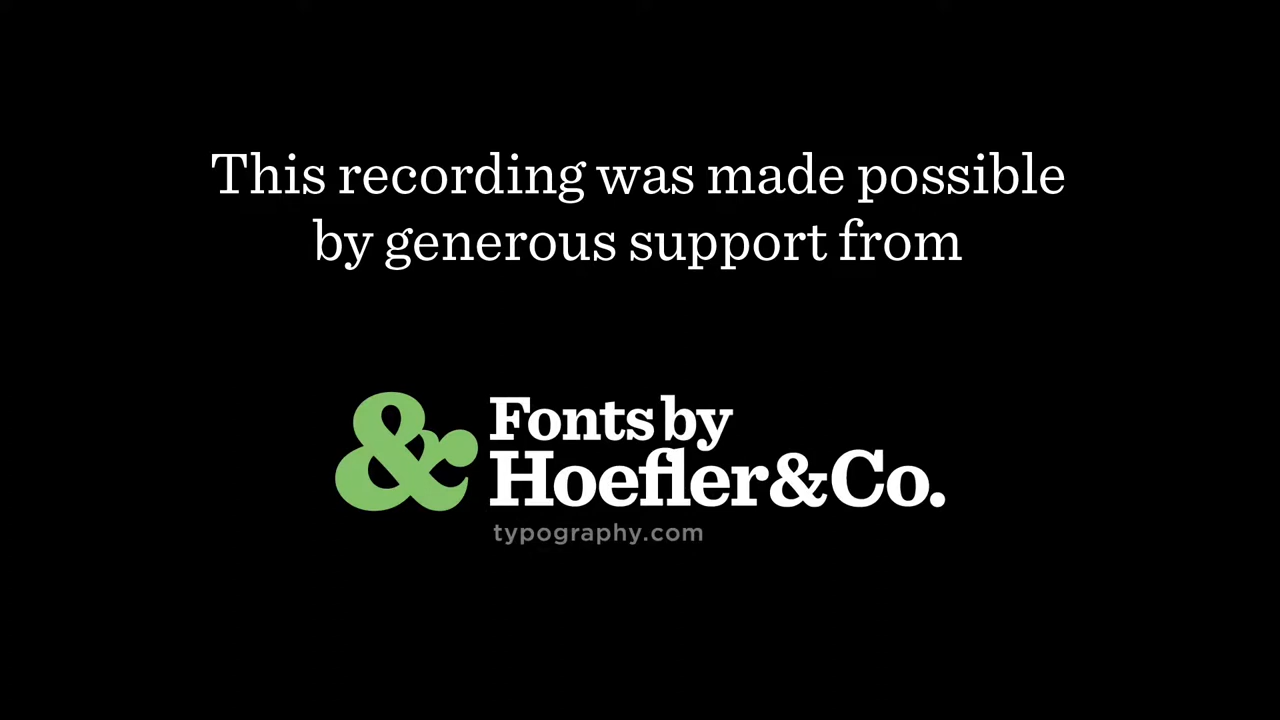 This recording was made possible
by generous support from
& Fonts by
Hoefler&Co.
typography.com